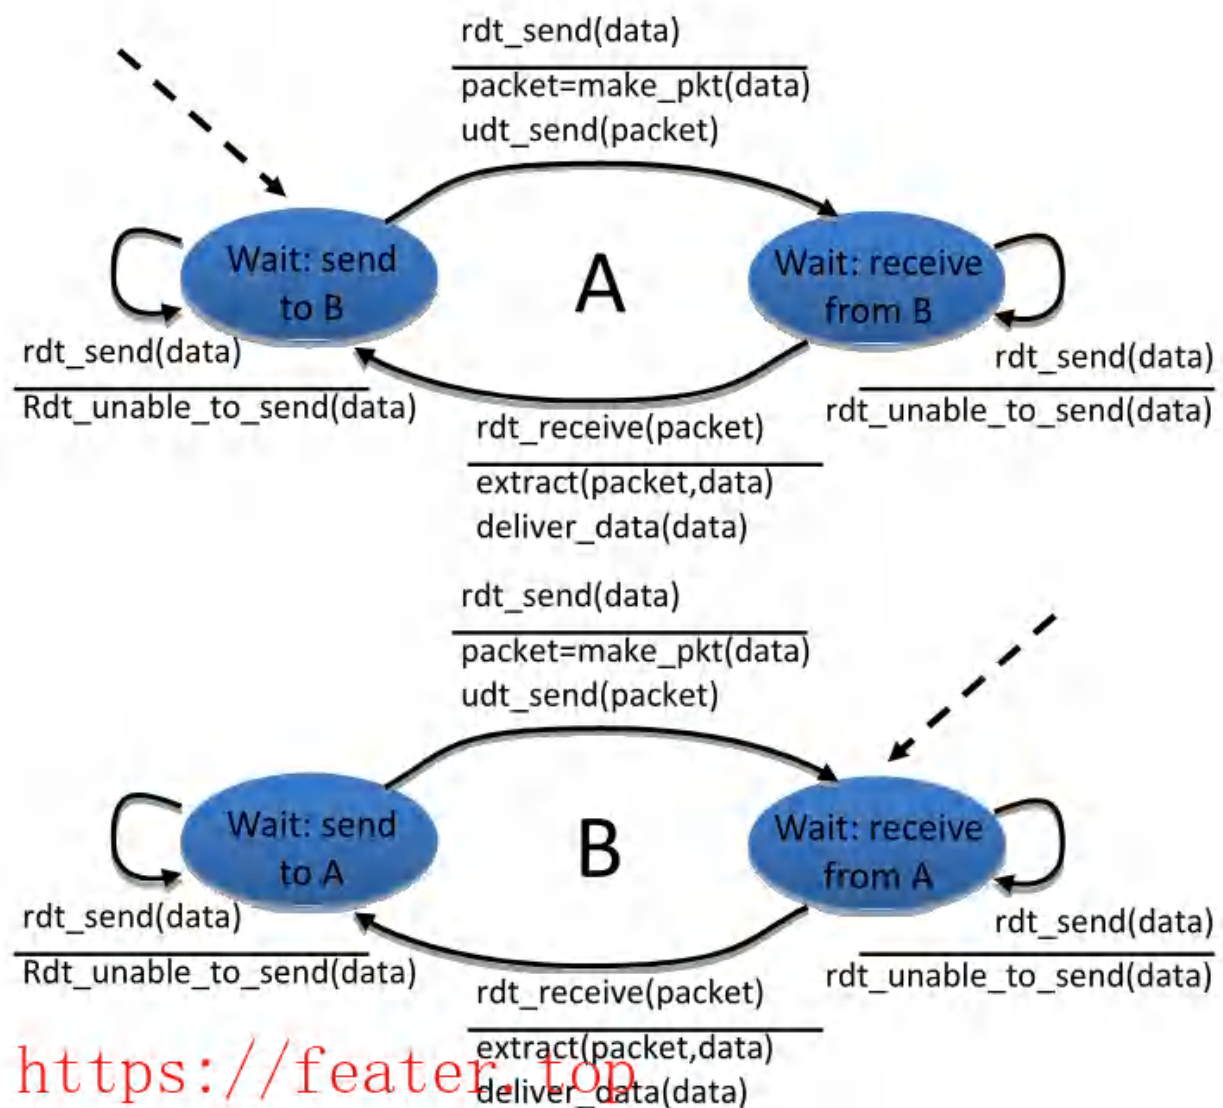 rdt_send(data)
packet=make_pkt(data)
udt_send(packet)
Wait: send
to B
A
Wait: receive
from B
rdt_send(data)
Rdt_unable_to_send(data)
rdt_send(data)
rdt_unable_to_send(data)
rdt_receive(packet)
extract(packet,data)
deliver_data(data)
rdt_send(data)
packet=make_pkt(data)
udt_send(packet)
Wait: send
to A
B
Wait: receive
from A
rdt_send(data)
Rdt_unable_to_send(data)
rdt_send(data)
rdt_unable_to_send(data)
rdt_receive(packet)
extract(packet,data)
deliver_data(data)
https://feater.top